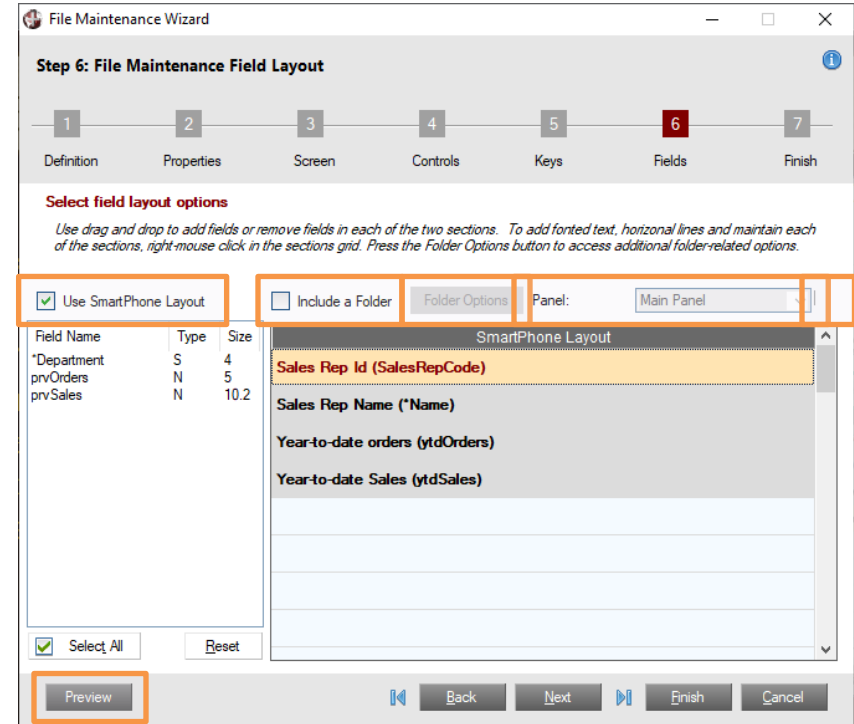 File Maintenance Wizard
Step 6: File Maintenance Field Layout
1 2 3 4 5 6 7
Definition Properties Screen Controls Keys Fields Finish
Select field layout options
Use drag and drop to add fields or remove fields in each of the two sections. To add fonted text, horizonal lines and maintain each
of the sections, right-mouse click in the sections grid. Press the Folder Options button to access additional folder-related options.
Use SmartPhone Layout Include a Folder Folder Options Panel: Main Panel
Field Name Type Size
*Department S 4
prvOrders N 5
prvSales N 10.2
SmartPhone Layout
Sales Rep Id (SalesRepCode)
Sales Rep Name (*Name)
Year-to-date orders (ytdOrders)
Year-to-date Sales (ytdSales)
Select All Reset
Preview Back Next Finish Cancel